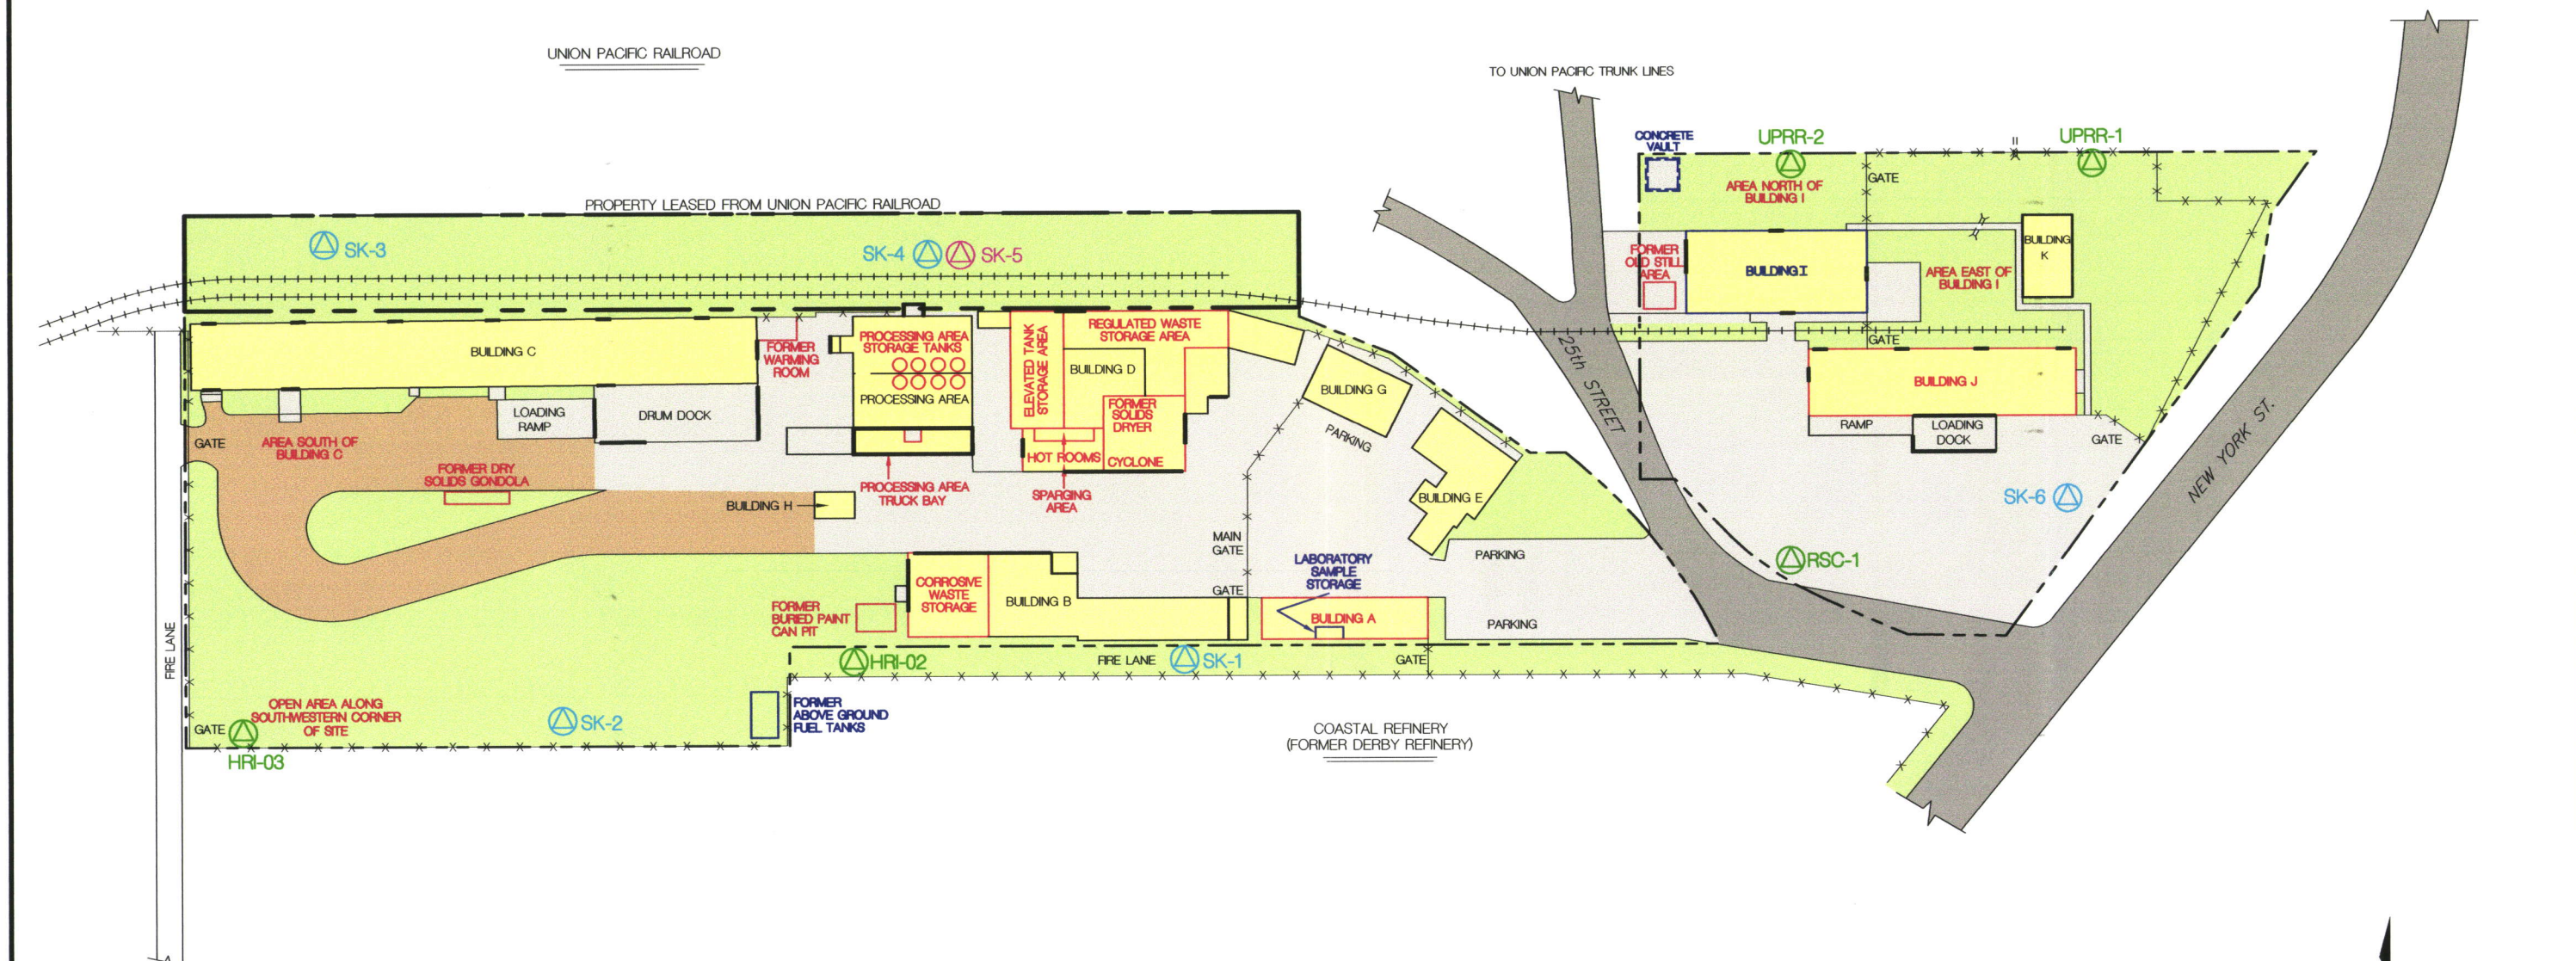 UNION PACIFIC RAILROAD
TO UNION PACIFIC TRUNK LINES
CONCRETE
VAULT
UPRR-2
UPRR-1
AREA NORTH OF
BUILDING I
GATE
PROPERTY LEASED FROM UNION PACIFIC RAILROAD
SK-3
SK-4
SK-5
FORMER
OLD STILL
AREA
BUILDING I
AREA EAST OF
BUILDING I
BUILDING
K
GATE
BUILDING C
FORMER
WARMING
ROOM
PROCESSING AREA
STORAGE TANKS
PROCESSING AREA
ELEVATED TANK
STORAGE AREA
REGULATED WASTE
STORAGE AREA
BUILDING D
FORMER
SOLIDS
DRYER
HOT ROOMS
CYCLONE
BUILDING G
PARKING
25th STREET
BUILDING J
RAMP
LOADING
DOCK
GATE
NEW YORK ST.
LOADING
RAMP
DRUM DOCK
GATE
AREA SOUTH OF
BUILDING C
FORMER DRY
SOLIDS GONDOLA
BUILDING H
PROCESSING AREA
TRUCK BAY
SPARGING
AREA
BUILDING E
SK-6
MAIN
GATE
PARKING
RSC-1
LABORATORY
SAMPLE
STORAGE
GATE
CORROSIVE
WASTE
STORAGE
BUILDING B
FORMER
BURIED PAINT
CAN PIT
BUILDING A
PARKING
FIRE LANE
HRI-02
FIRE LANE
SK-1
GATE
OPEN AREA ALONG
SOUTHWESTERN CORNER
OF SITE
GATE
SK-2
FORMER
ABOVE GROUND
FUEL TANKS
HRI-03
COASTAL REFINERY
(FORMER DERBY REFINERY)